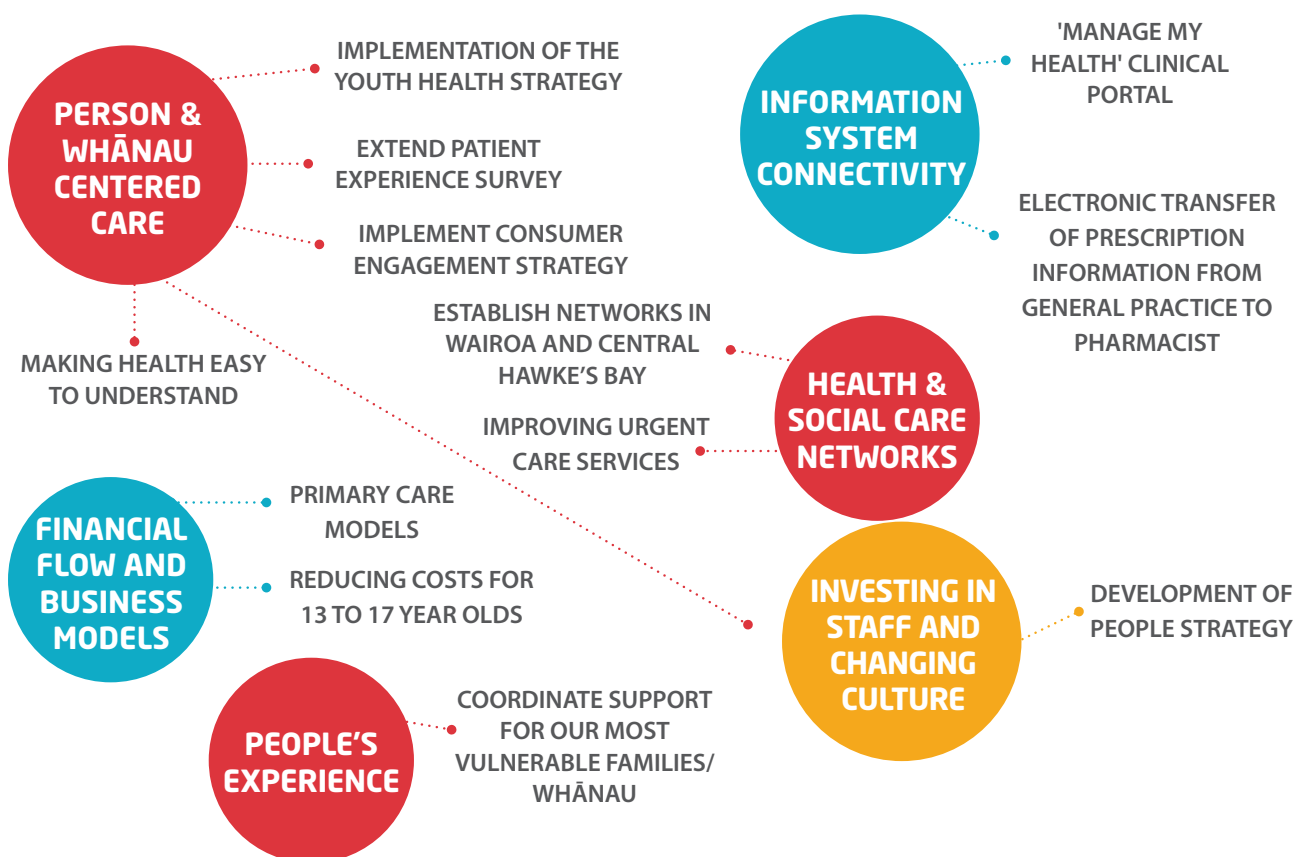 PERSON &
WHĀNAU
CENTERED
CARE
IMPLEMENTATION OF THE
YOUTH HEALTH STRATEGY
EXTEND PATIENT
EXPERIENCE SURVEY
IMPLEMENT CONSUMER
ENGAGEMENT STRATEGY
MAKING HEALTH EASY
TO UNDERSTAND
INFORMATION
SYSTEM
CONNECTIVITY
'MANAGE MY
HEALTH' CLINICAL
PORTAL
ELECTRONIC TRANSFER
OF PRESCRIPTION
INFORMATION FROM
GENERAL PRACTICE TO
PHARMACIST
ESTABLISH NETWORKS IN
WAIROA AND CENTRAL
HAWKE’S BAY
IMPROVING URGENT
CARE SERVICES
HEALTH &
SOCIAL CARE
NETWORKS
FINANCIAL
FLOW AND
BUSINESS
MODELS
PRIMARY CARE
MODELS
REDUCING COSTS FOR
13 TO 17 YEAR OLDS
INVESTING IN
STAFF AND
CHANGING
CULTURE
DEVELOPMENT OF
PEOPLE STRATEGY
PEOPLE’S
EXPERIENCE
COORDINATE SUPPORT
FOR OUR MOST
VULNERABLE FAMILIES/
WHĀNAU